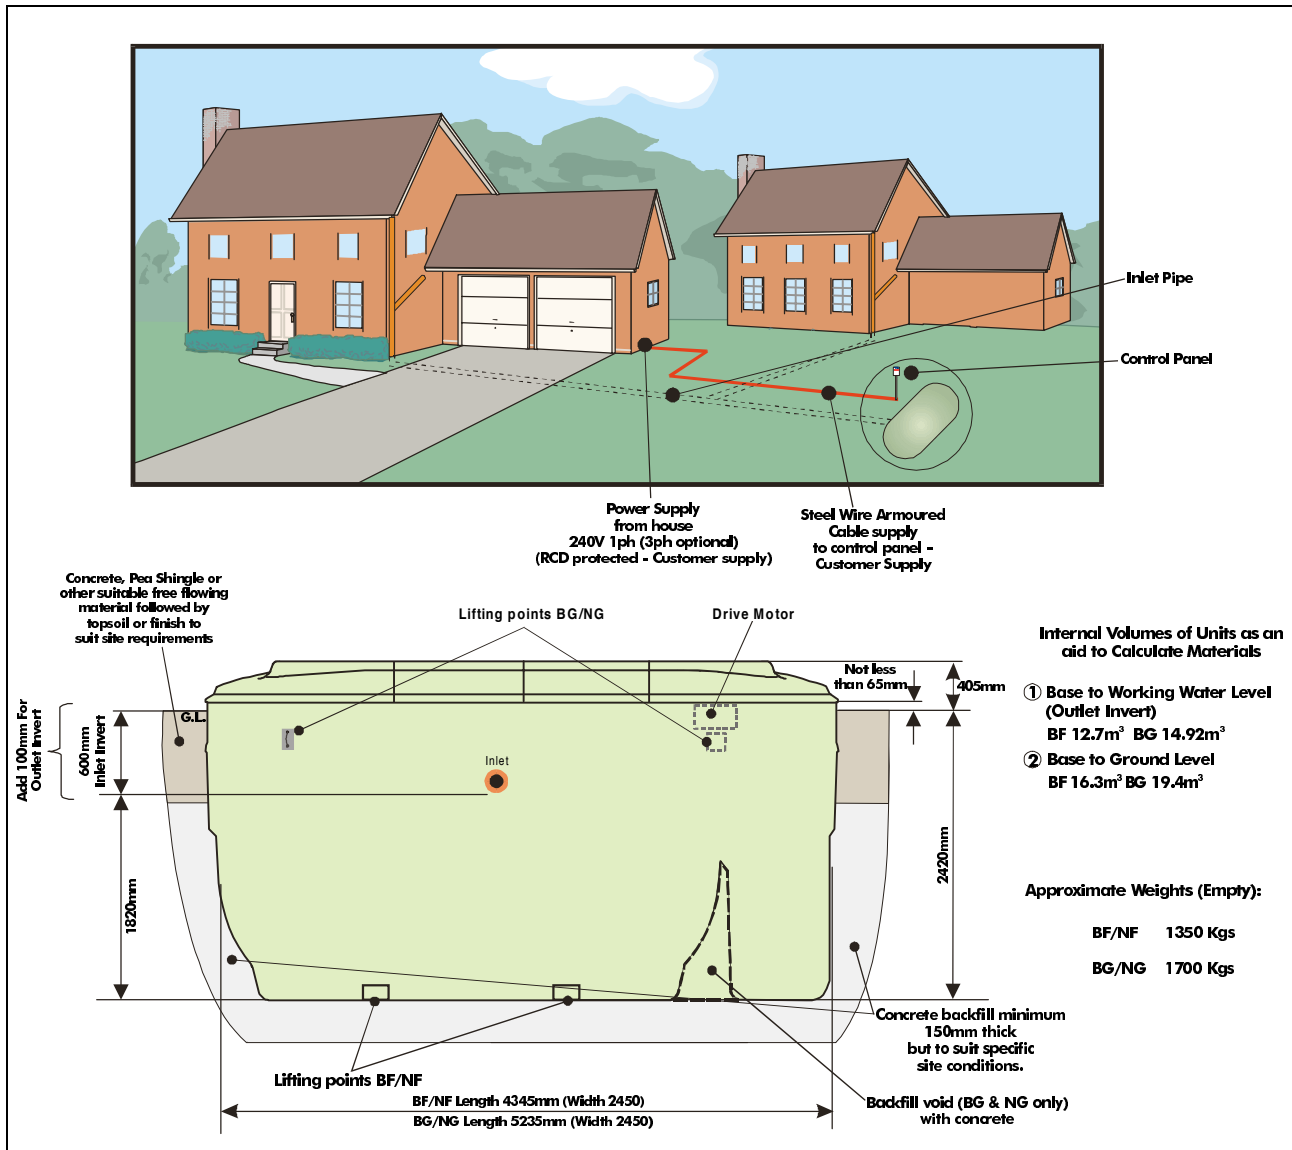 Inlet Pipe
Control Panel
Power Supply
from house
240V 1ph (3ph optional)
(RCD protected - Customer supply)
Steel Wire Armoured
Cable supply
to control panel -
Customer Supply
Concrete, Pea Shingle or
other suitable free flowing
material followed by
topsoil or finish to
suit site requirements
Lifting points BG/NG
Drive Motor
Not less
than 65mm
405mm
G.L.
Add 100mm For
Outlet Invert
600mm
Inlet Invert
Inlet
1820mm
2420mm
Internal Volumes of Units as an
aid to Calculate Materials
① Base to Working Water Level
(Outlet Invert)
BF 12.7m³ BG 14.92m³
② Base to Ground Level
BF 16.3m³ BG 19.4m³
Approximate Weights (Empty):
BF/NF 1350 Kgs
BG/NG 1700 Kgs
Concrete backfill minimum
150mm thick
but to suit specific
site conditions.
Lifting points BF/NF
BF/NF Length 4345mm (Width 2450)
BG/NG Length 5235mm (Width 2450)
Backfill void (BG & NG only)
with concrete